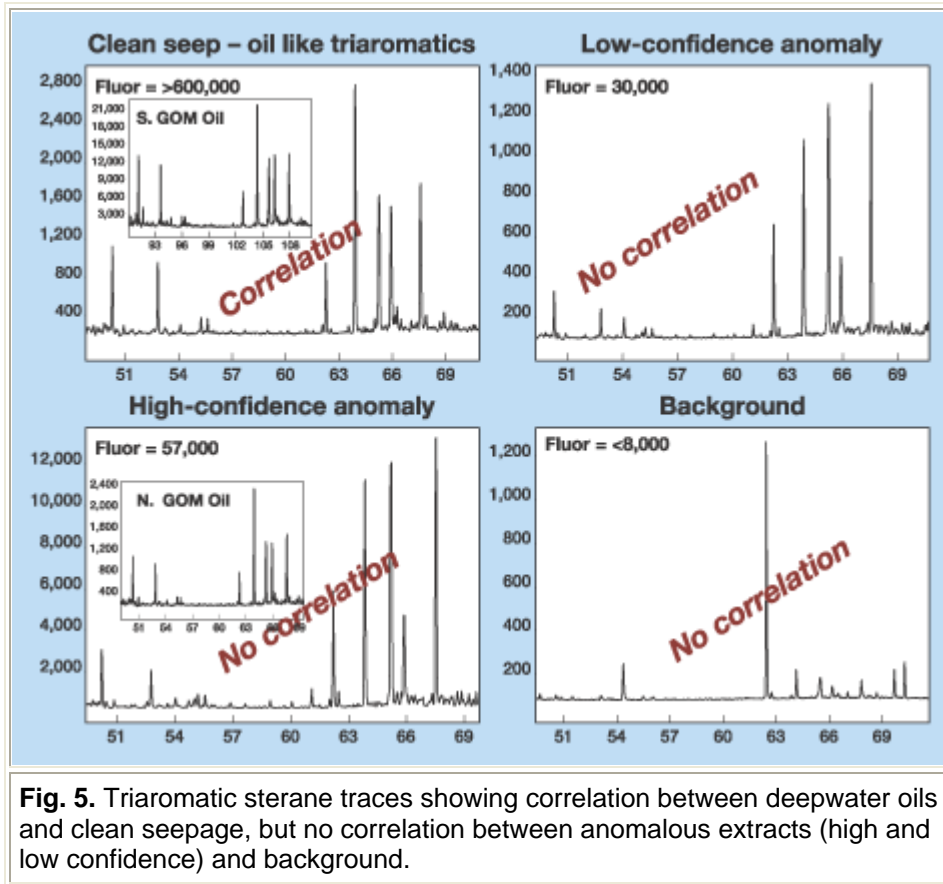 Clean seep – oil like triaromatics
Fluor = >600,000
2,800
2,400
2,000
1,600
1,200
800
400
S. GOM Oil
21,000
18,000
15,000
12,000
9,000
6,000
3,000
93 96 99 102 105 108
Correlation
51 54 57 60 63 66 69
Low-confidence anomaly
Fluor = 30,000
1,400
1,200
1,000
800
600
400
200
No correlation
51 54 57 60 63 66 69
High-confidence anomaly
Fluor = 57,000
12,000
10,000
8,000
6,000
4,000
2,000
N. GOM Oil
2,400
2,000
1,600
1,200
800
400
51 54 57 60 63 66 69
No correlation
51 54 57 60 63 66 69
Background
Fluor = <8,000
1,200
1,000
800
600
400
200
No correlation
51 54 57 60 63 66 69
Fig. 5. Triaromatic sterane traces showing correlation between deepwater oils
and clean seepage, but no correlation between anomalous extracts (high and
low confidence) and background.